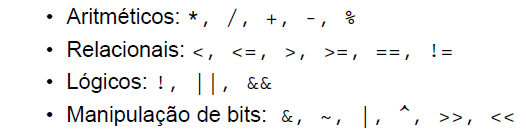 • Aritméticos: *, /, +, -, %
• Relacionais: <, <=, >, >=, ==, !=
• Lógicos: !, ||, &&
• Manipulação de bits: &, ~, |, ^, >>, <<